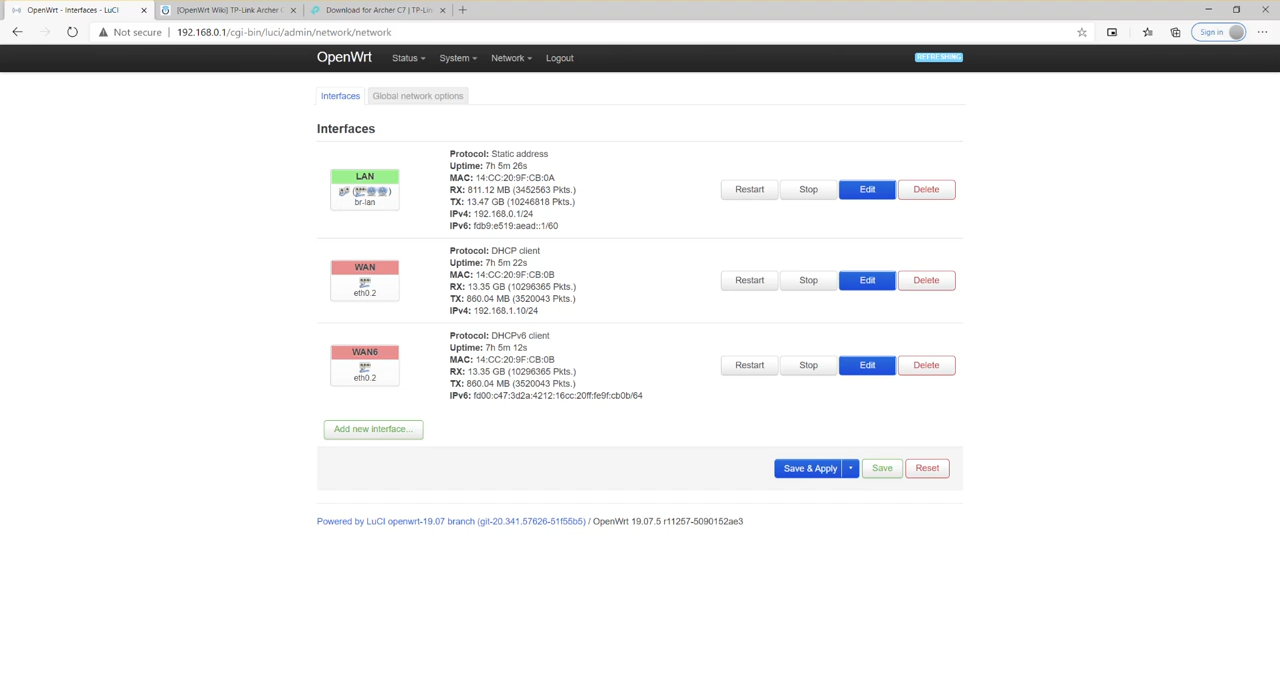 OpenWrt - Interfaces - LuCI
[OpenWrt Wiki] TP-Link Archer C
Download for Archer C7 | TP-Lin
Not secure | 192.168.0.1/cgi-bin/luci/admin/network/network
Sign in
OpenWrt Status System Network Logout REFRESHING
Interfaces Global network options
Interfaces
LAN
br-lan
Protocol: Static address
Uptime: 7h 5m 26s
MAC: 14:CC:20:9F:CB:0A
RX: 811.12 MB (3452563 Pkts.)
TX: 13.47 GB (10246818 Pkts.)
IPv4: 192.168.0.1/24
IPv6: fdb9:e519:aead::1/60
Restart Stop Edit Delete
WAN
eth0.2
Protocol: DHCP client
Uptime: 7h 5m 22s
MAC: 14:CC:20:9F:CB:0B
RX: 13.35 GB (10296365 Pkts.)
TX: 860.04 MB (3520043 Pkts.)
IPv4: 192.168.1.10/24
Restart Stop Edit Delete
WAN6
eth0.2
Protocol: DHCPv6 client
Uptime: 7h 5m 12s
MAC: 14:CC:20:9F:CB:0B
RX: 13.35 GB (10296365 Pkts.)
TX: 860.04 MB (3520043 Pkts.)
IPv6: fd00:c47:3d2a:4212:16cc:20ff:fe9f:cb0b/64
Restart Stop Edit Delete
Add new interface...
Save & Apply Save Reset
Powered by LuCI openwrt-19.07 branch (git-20.341.57626-51f55b5) / OpenWrt 19.07.5 r11257-5090152ae3